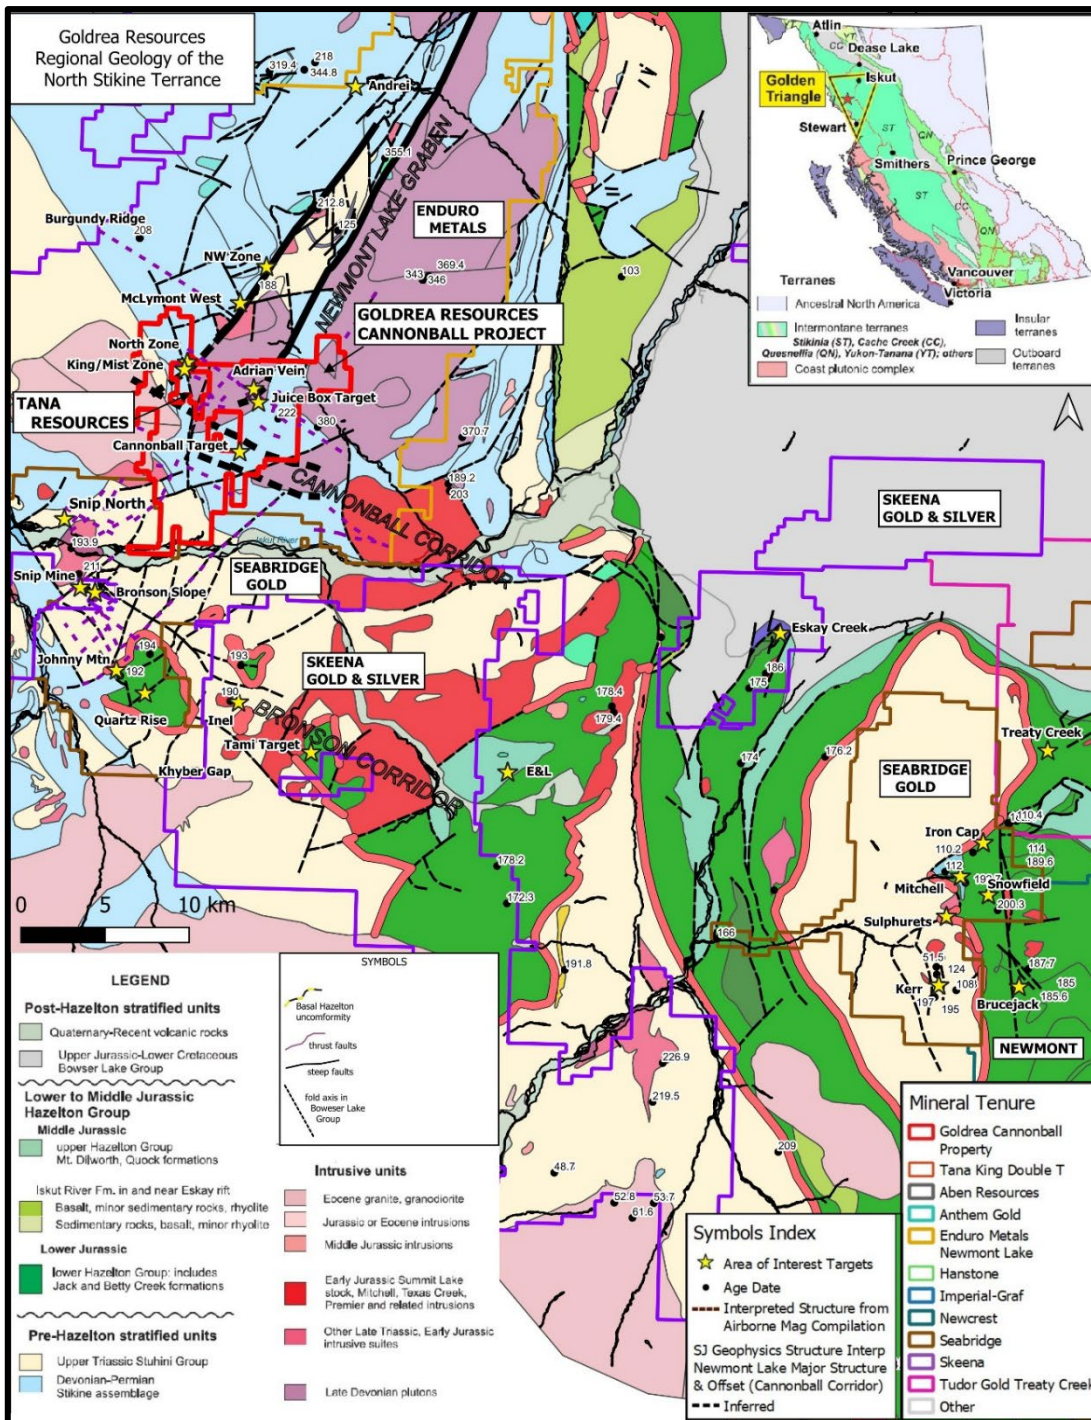 Goldrea Resources
Regional Geology of the
North Stikine Terrance
319.4
218
344.8
Andrei
355.1
NEWMONT LAKE GRABEN
212.8
125
ENDURO
METALS
Burgundy Ridge
208
NW Zone
188
343
369.4
346
103
McLymont West
GOLDREA RESOURCES
CANNONBALL PROJECT
North Zone
King/Mist Zone
Adrian Vein
Juice Box Target
222
380
TANA
RESOURCES
Cannonball Target
370.7
189.2
203
CANNONBALL CORRIDOR
Snip North
193.9
Iskut River
SEABRIDGE
GOLD
SKEENA
GOLD & SILVER
211
Snip Mine
Bronson Slope
Eskay Creek
194
Johnny Mtn
192
193
SKEENA
GOLD & SILVER
186
175
190
178.4
179.4
Quartz Rise
Inel
BRONSON CORRIDOR
Tami Target
Khyber Gap
E&L
174
176.2
Treaty Creek
SEABRIDGE
GOLD
110.4
Iron Cap
110.2
114
189.6
112
Mitchell
Snowfield
200.3
178.2
172.3
Sulphurets
166
191.8
51.5
124
108
187.7
185
185.6
Kerr
197
195
Brucejack
NEWMONT
226.9
219.5
209
48.7
52.8
53.7
61.6
0 5 10 km
Atlin
YT
CC
YT
Dease Lake
Iskut
Golden
Triangle
Stewart
ST
QN
Smithers
Prince George
ST
CC
QN
Vancouver
Victoria
Terranes
Ancestral North America
Intermontane terranes
Stikinia (ST), Cache Creek (CC),
Quesnellia (QN), Yukon-Tanana (YT); others
Coast plutonic complex
Insular
terranes
Outboard
terranes
LEGEND
Post-Hazelton stratified units
Quaternary-Recent volcanic rocks
Upper Jurassic-Lower Cretaceous
Bowser Lake Group
Lower to Middle Jurassic
Hazelton Group
Middle Jurassic
upper Hazelton Group
Mt. Dilworth, Quock formations
Iskut River Fm. in and near Eskay rift
Basalt, minor sedimentary rocks, rhyolite
Sedimentary rocks, basalt, minor rhyolite
Lower Jurassic
lower Hazelton Group: includes
Jack and Betty Creek formations
Pre-Hazelton stratified units
Upper Triassic Stuhini Group
Devonian-Permian
Stikine assemblage
SYMBOLS
Basal Hazelton
uncomformity
thrust faults
steep faults
fold axis in
Boweser Lake
Group
Intrusive units
Eocene granite, granodiorite
Jurassic or Eocene intrusions
Middle Jurassic intrusions
Early Jurassic Summit Lake
stock, Mitchell, Texas Creek,
Premier and related intrusions
Other Late Triassic, Early Jurassic
intrusive suites
Late Devonian plutons
Symbols Index
Area of Interest Targets
Age Date
Interpreted Structure from
Airborne Mag Compilation
SJ Geophysics Structure Interp
Newmont Lake Major Structure
& Offset (Cannonball Corridor)
Inferred
Mineral Tenure
Goldrea Cannonball
Property
Tana King Double T
Aben Resources
Anthem Gold
Enduro Metals
Newmont Lake
Hanstone
Imperial-Graf
Newcrest
Seabridge
Skeena
Tudor Gold Treaty Creek
Other